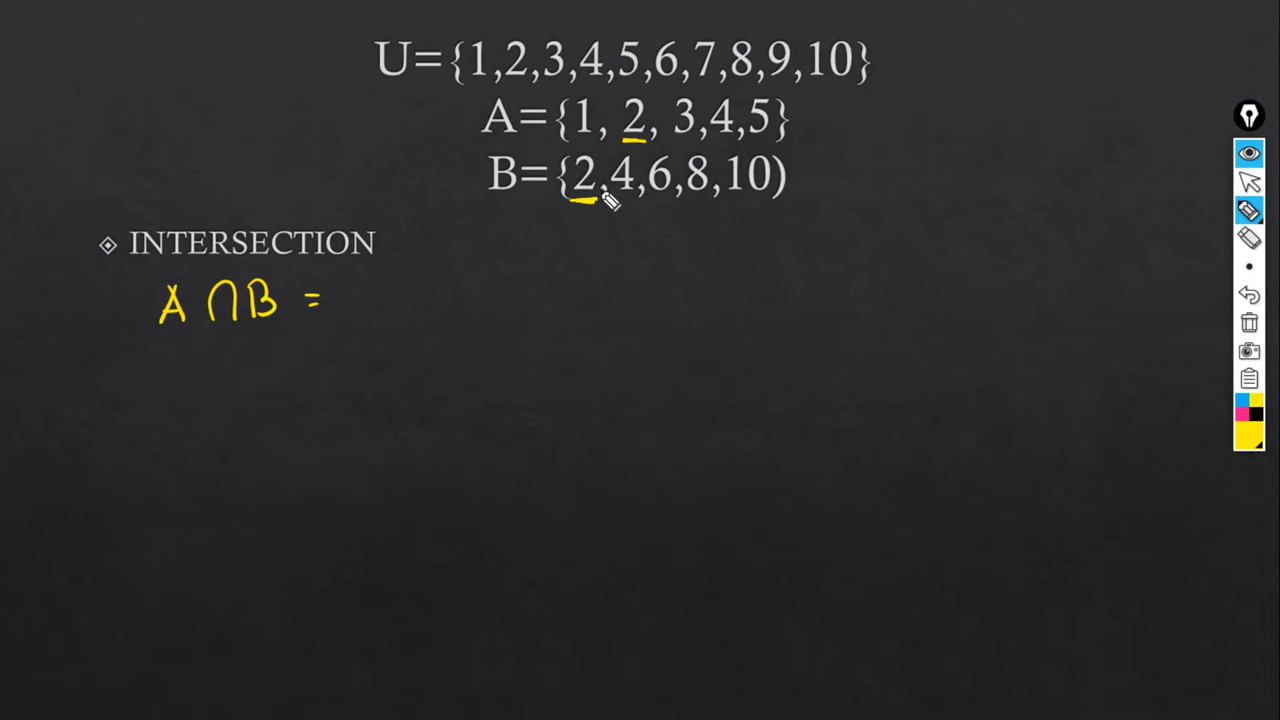 U={1,2,3,4,5,6,7,8,9,10}
A={1, 2, 3,4,5}
B={2,4,6,8,10)
INTERSECTION
A ∩ B =